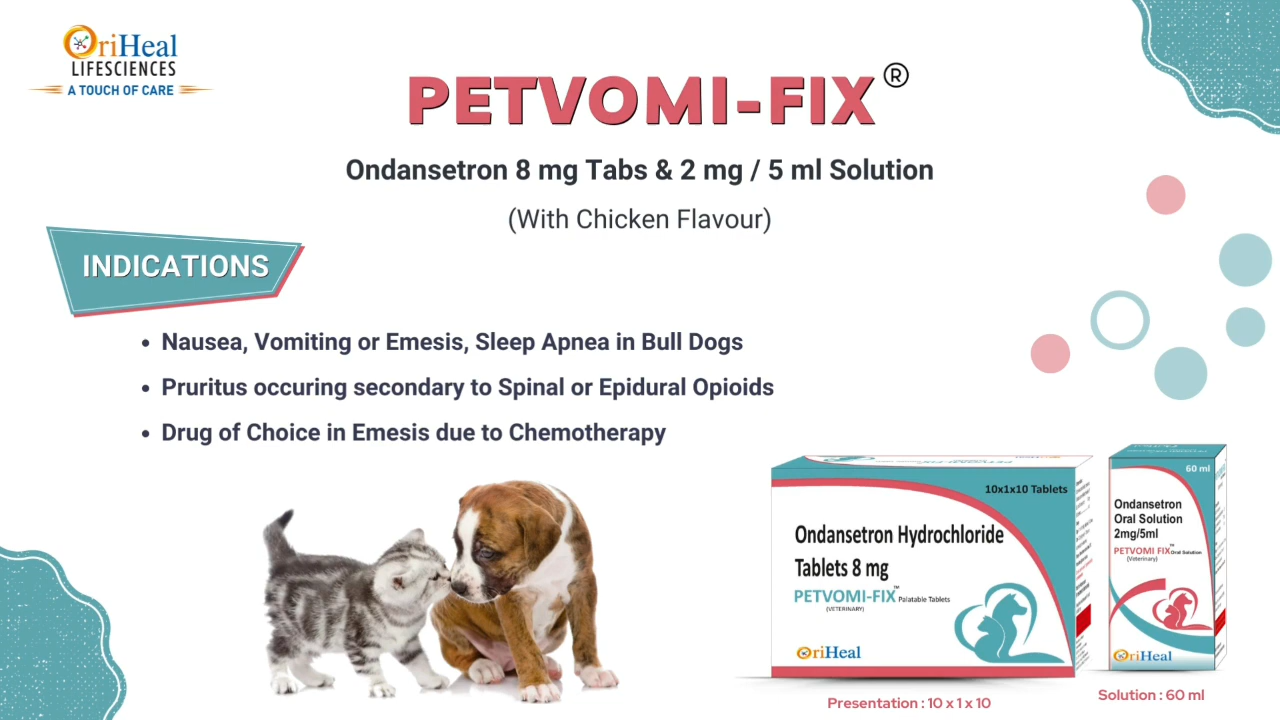 OriHeal
LIFESCIENCES
A TOUCH OF CARE
PETVOMI-FIX®
Ondansetron 8 mg Tabs & 2 mg / 5 ml Solution
(With Chicken Flavour)
INDICATIONS
• Nausea, Vomiting or Emesis, Sleep Apnea in Bull Dogs
• Pruritus occuring secondary to Spinal or Epidural Opioids
• Drug of Choice in Emesis due to Chemotherapy
10x1x10 Tablets
Ondansetron Hydrochloride
Tablets 8 mg
PETVOMI-FIX™ Palatable Tablets
(VETERINARY)
OriHeal
Presentation : 10 x 1 x 10
60 ml
Ondansetron
Oral Solution
2mg/5ml
PETVOMI FIX™ Oral Solution
(Veterinary)
OriHeal
Solution : 60 ml